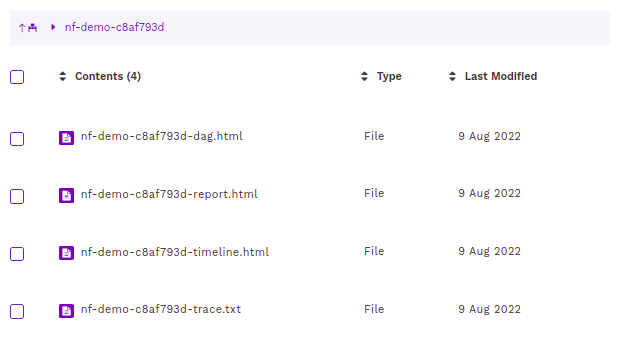 nf-demo-c8af793d
Contents (4) Type Last Modified
nf-demo-c8af793d-dag.html File 9 Aug 2022
nf-demo-c8af793d-report.html File 9 Aug 2022
nf-demo-c8af793d-timeline.html File 9 Aug 2022
nf-demo-c8af793d-trace.txt File 9 Aug 2022